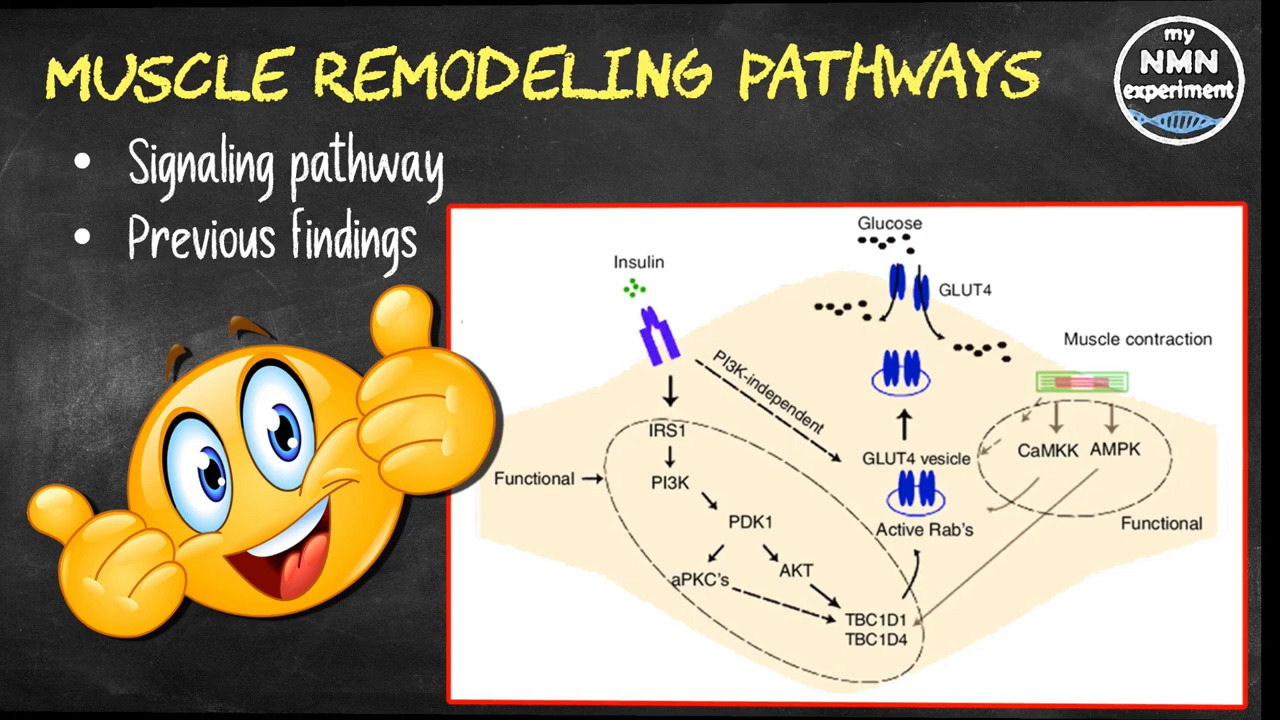 MUSCLE REMODELING PATHWAYS
my
NMN
experiment
• Signaling pathway
• Previous findings
Glucose
Insulin
GLUT4
Muscle contraction
PI3K-independent
IRS1
CaMKK AMPK
GLUT4 vesicle
Functional
PI3K
PDK1
Active Rab's
Functional
aPKC's
AKT
TBC1D1
TBC1D4